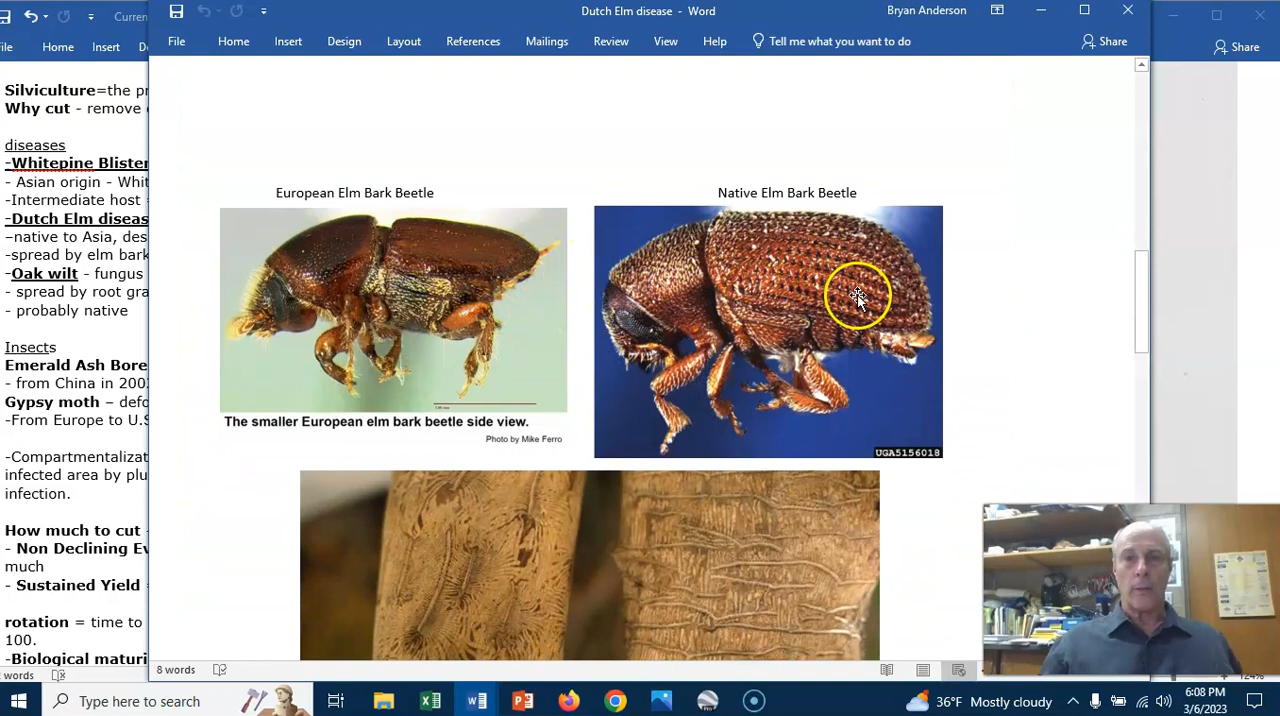 Curren
Dutch Elm disease - Word
Bryan Anderson
File Home Insert Design Layout References Mailings Review View Help Tell me what you want to do Share
Home Insert
Share
Silviculture=the pr
Why cut - remove
diseases
-Whitepine Blister
- Asian origin - Whit
-Intermediate host =
-Dutch Elm diseas
–native to Asia, des
-spread by elm bark
-Oak wilt - fungus
- spread by root gra
- probably native
Insects
Emerald Ash Bore
- from China in 200
Gypsy moth – defo
-From Europe to U.S
-Compartmentalizat
infected area by plu
infection.
How much to cut -
- Non Declining Ev
much
- Sustained Yield =
rotation = time to
100.
-Biological maturi
European Elm Bark Beetle
Native Elm Bark Beetle
The smaller European elm bark beetle side view.
Photo by Mike Ferro
UGA5156018
words
8 words
124%
Type here to search
36°F Mostly cloudy
6:08 PM
3/6/2023